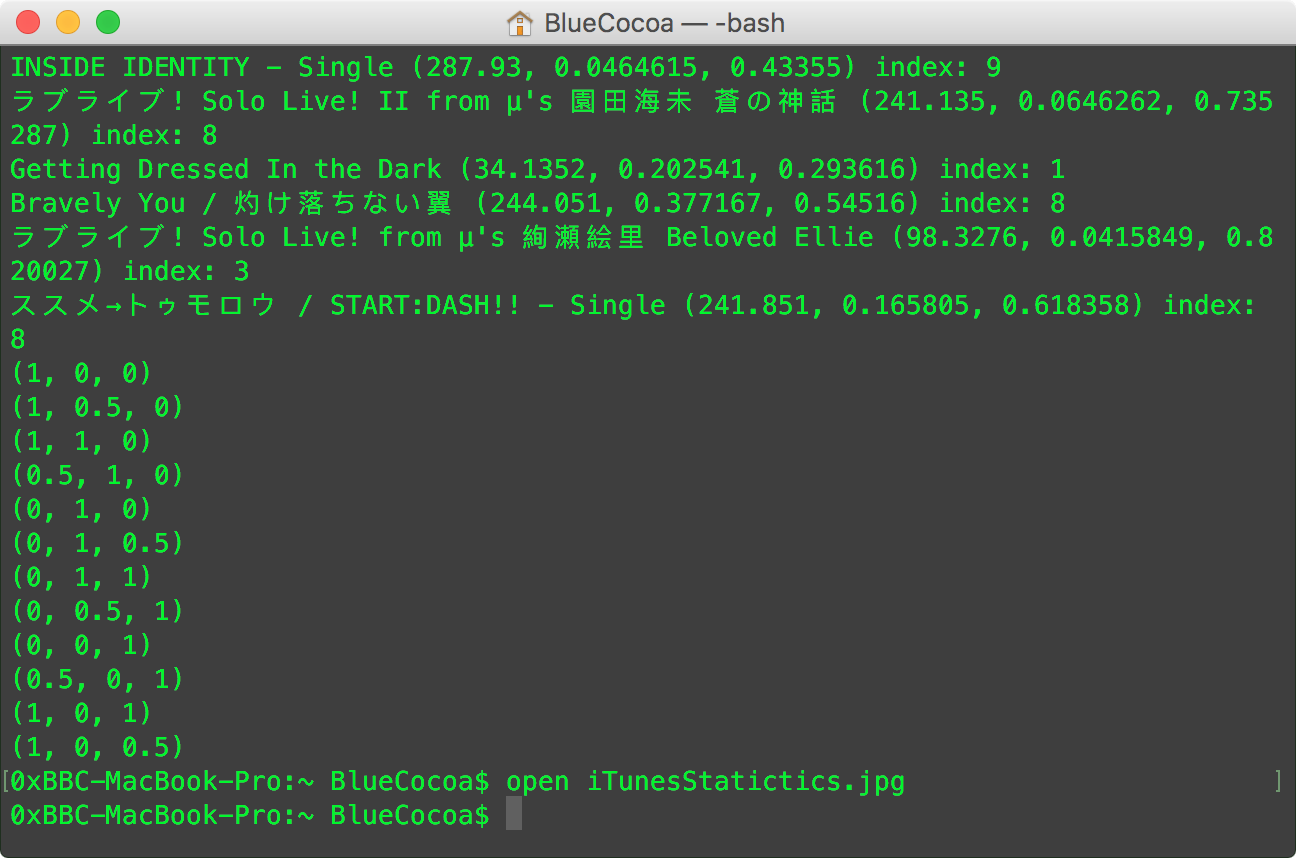 BlueCocoa — -bash
INSIDE IDENTITY - Single (287.93, 0.0464615, 0.43355) index: 9
ラブライブ! Solo Live! II from μ's 園田海未 蒼の神話 (241.135, 0.0646262, 0.735
287) index: 8
Getting Dressed In the Dark (34.1352, 0.202541, 0.293616) index: 1
Bravely You / 灼け落ちない翼 (244.051, 0.377167, 0.54516) index: 8
ラブライブ! Solo Live! from μ's 絢瀬絵里 Beloved Ellie (98.3276, 0.0415849, 0.8
20027) index: 3
ススメ→トゥモロウ / START:DASH!! - Single (241.851, 0.165805, 0.618358) index:
8
(1, 0, 0)
(1, 0.5, 0)
(1, 1, 0)
(0.5, 1, 0)
(0, 1, 0)
(0, 1, 0.5)
(0, 1, 1)
(0, 0.5, 1)
(0, 0, 1)
(0.5, 0, 1)
(1, 0, 1)
(1, 0, 0.5)
[0xBBC-MacBook-Pro:~ BlueCocoa$ open iTunesStatictics.jpg ]
0xBBC-MacBook-Pro:~ BlueCocoa$